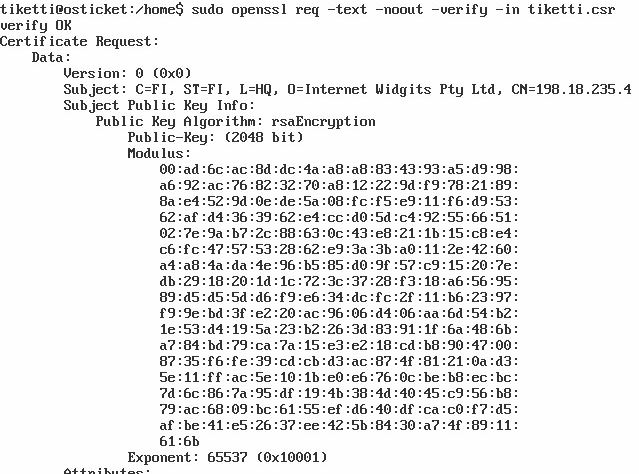 tiketti@osticket:/home$ sudo openssl req -text -noout -verify -in tiketti.csr
verify OK
Certificate Request:
Data:
Version: 0 (0x0)
Subject: C=FI, ST=FI, L=HQ, O=Internet Widgits Pty Ltd, CN=198.18.235.4
Subject Public Key Info:
Public Key Algorithm: rsaEncryption
Public-Key: (2048 bit)
Modulus:
00:ad:6c:ac:8d:dc:4a:a8:a8:83:43:93:a5:d9:98:
a6:92:ac:76:82:32:70:a8:12:22:9d:f9:78:21:89:
8a:e4:52:9d:0e:de:5a:08:fc:f5:e9:11:f6:d9:53:
62:af:d4:36:39:62:e4:cc:d0:5d:c4:92:55:66:51:
02:7e:9a:b7:2c:88:63:0c:43:e8:21:1b:15:c8:e4:
c6:fc:47:57:53:28:62:e9:3a:3b:a0:11:2e:42:60:
a4:a8:4a:da:4e:96:b5:85:d0:9f:57:c9:15:20:7e:
db:29:18:20:1d:1c:72:3c:37:28:f3:18:a6:56:95:
89:d5:d5:5d:d6:f9:e6:34:dc:fc:2f:11:b6:23:97:
f9:9e:bd:3f:e2:20:ac:96:06:d4:06:aa:6d:54:b2:
1e:53:d4:19:5a:23:b2:26:3d:83:91:1f:6a:48:6b:
a7:84:bd:79:ca:7a:15:e3:e2:18:cd:b8:90:47:00:
87:35:f6:fe:39:cd:cb:d3:ac:87:4f:81:21:0a:d3:
5e:11:ff:ac:5e:10:1b:e0:e6:76:0c:be:b8:ec:bc:
7d:6c:86:7a:95:df:19:4b:38:4d:40:45:c9:56:b8:
79:ac:68:09:bc:61:55:ef:d6:40:df:ca:c0:f7:d5:
af:be:41:e5:26:37:ee:42:5b:84:30:a7:4f:89:11:
61:6b
Exponent: 65537 (0x10001)
Attributes: